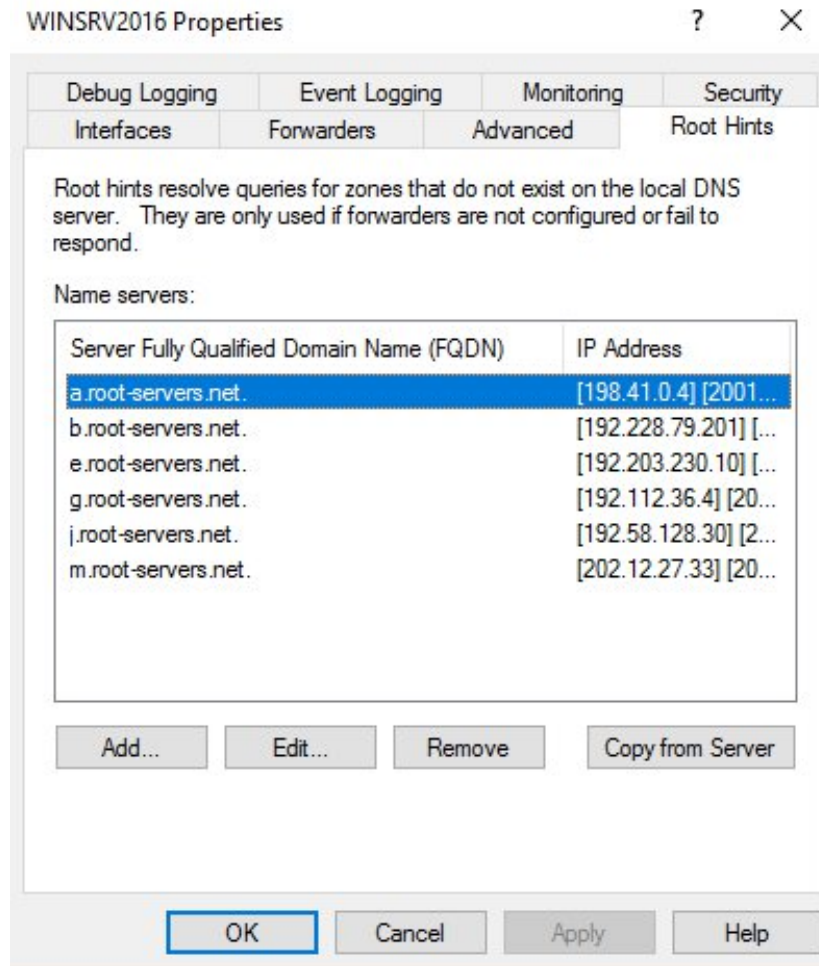 WINSRV2016 Properties ? ×
Debug Logging Event Logging Monitoring Security
Interfaces Forwarders Advanced Root Hints
Root hints resolve queries for zones that do not exist on the local DNS
server. They are only used if forwarders are not configured or fail to
respond.
Name servers:
Server Fully Qualified Domain Name (FQDN) IP Address
a.root-servers.net. [198.41.0.4] [2001...
b.root-servers.net. [192.228.79.201] [...
e.root-servers.net. [192.203.230.10] [...
g.root-servers.net. [192.112.36.4] [20...
j.root-servers.net. [192.58.128.30] [2...
m.root-servers.net. [202.12.27.33] [20...
Add... Edit... Remove Copy from Server
OK Cancel Apply Help